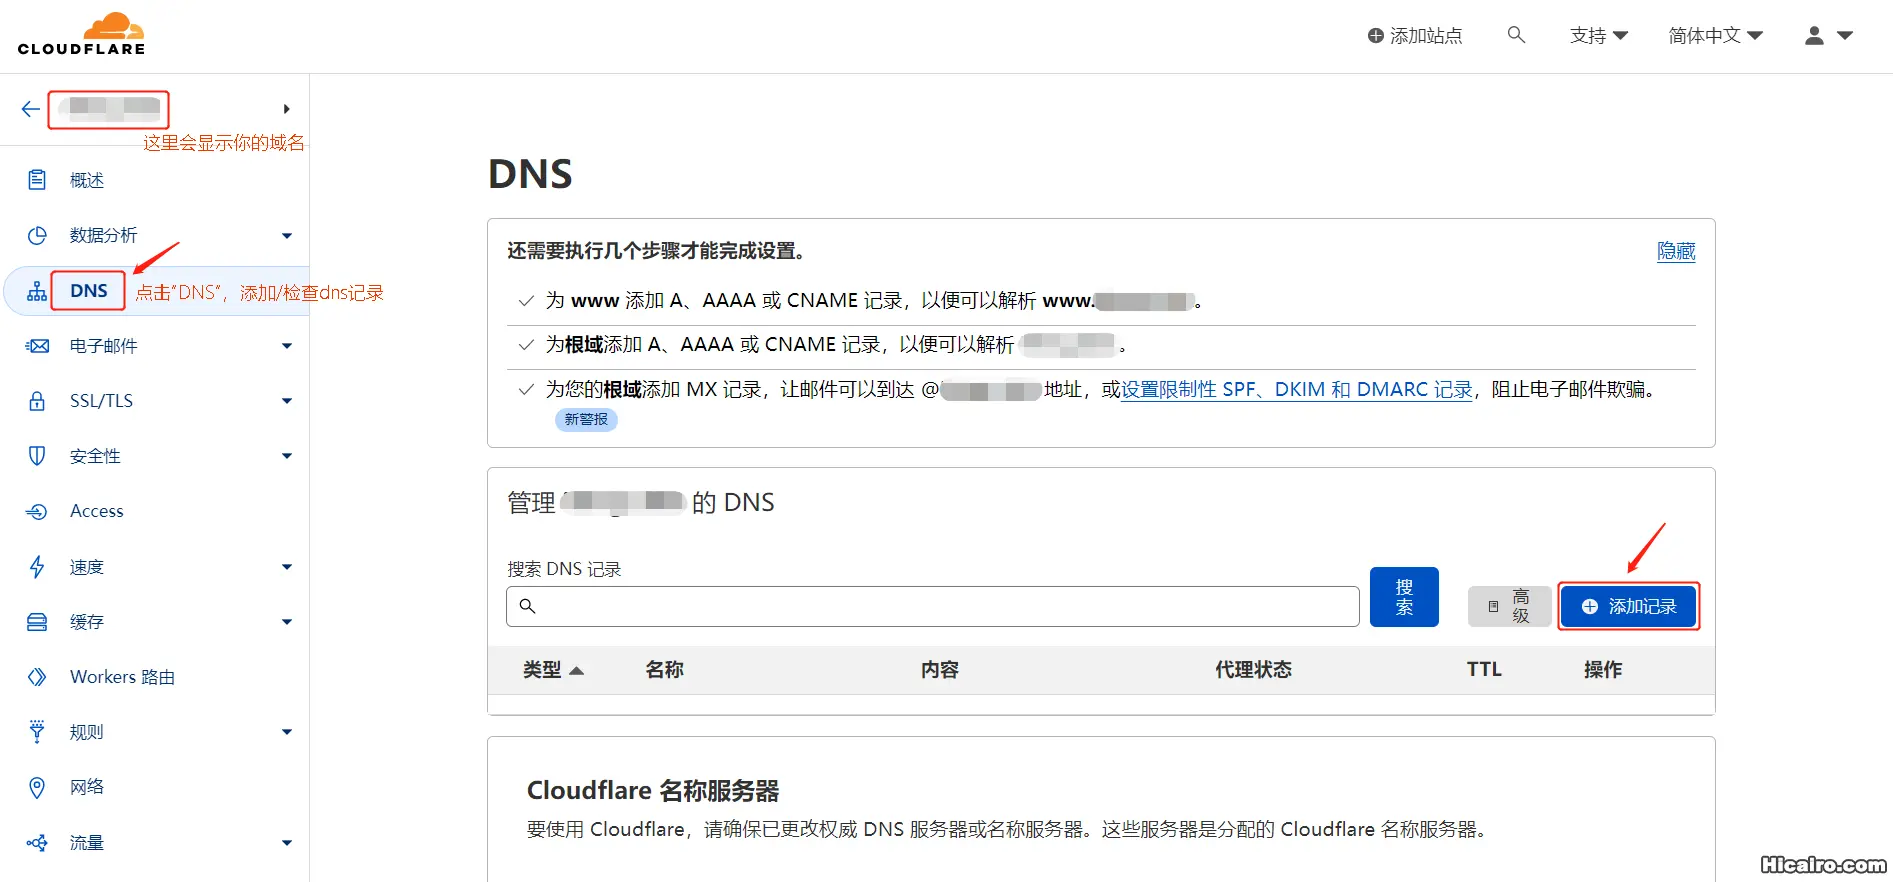 CLOUDFLARE
添加站点
支持
简体中文
这里会显示你的域名
概述
数据分析
DNS
点击“DNS”，添加/检查dns记录
电子邮件
SSL/TLS
安全性
Access
速度
缓存
Workers 路由
规则
网络
流量
DNS
还需要执行几个步骤才能完成设置。
隐藏
为 www 添加 A、AAAA 或 CNAME 记录，以便可以解析 www.
。
为根域添加 A、AAAA 或 CNAME 记录，以便可以解析
。
为您的根域添加 MX 记录，让邮件可以到达 @ 地址，或设置限制性 SPF、DKIM 和 DMARC 记录，阻止电子邮件欺骗。
新警报
管理 的 DNS
搜索 DNS 记录
搜索
高级
添加记录
类型 名称 内容 代理状态 TTL 操作
Cloudflare 名称服务器
要使用 Cloudflare，请确保已更改权威 DNS 服务器或名称服务器。这些服务器是分配的 Cloudflare 名称服务器。
Hicairo.com